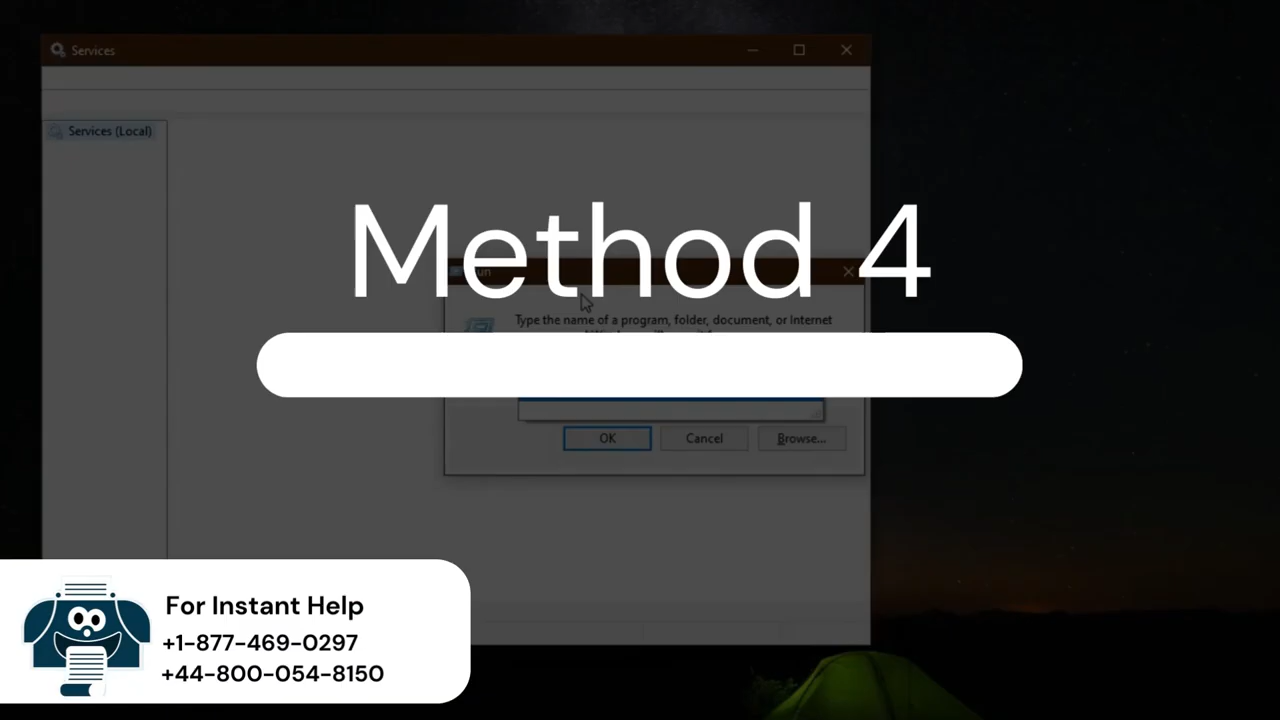 Services
Services (Local)
Method 4
Type the name of a program, folder, document, or Internet
OK
Cancel
Browse...
For Instant Help
+1-877-469-0297
+44-800-054-8150